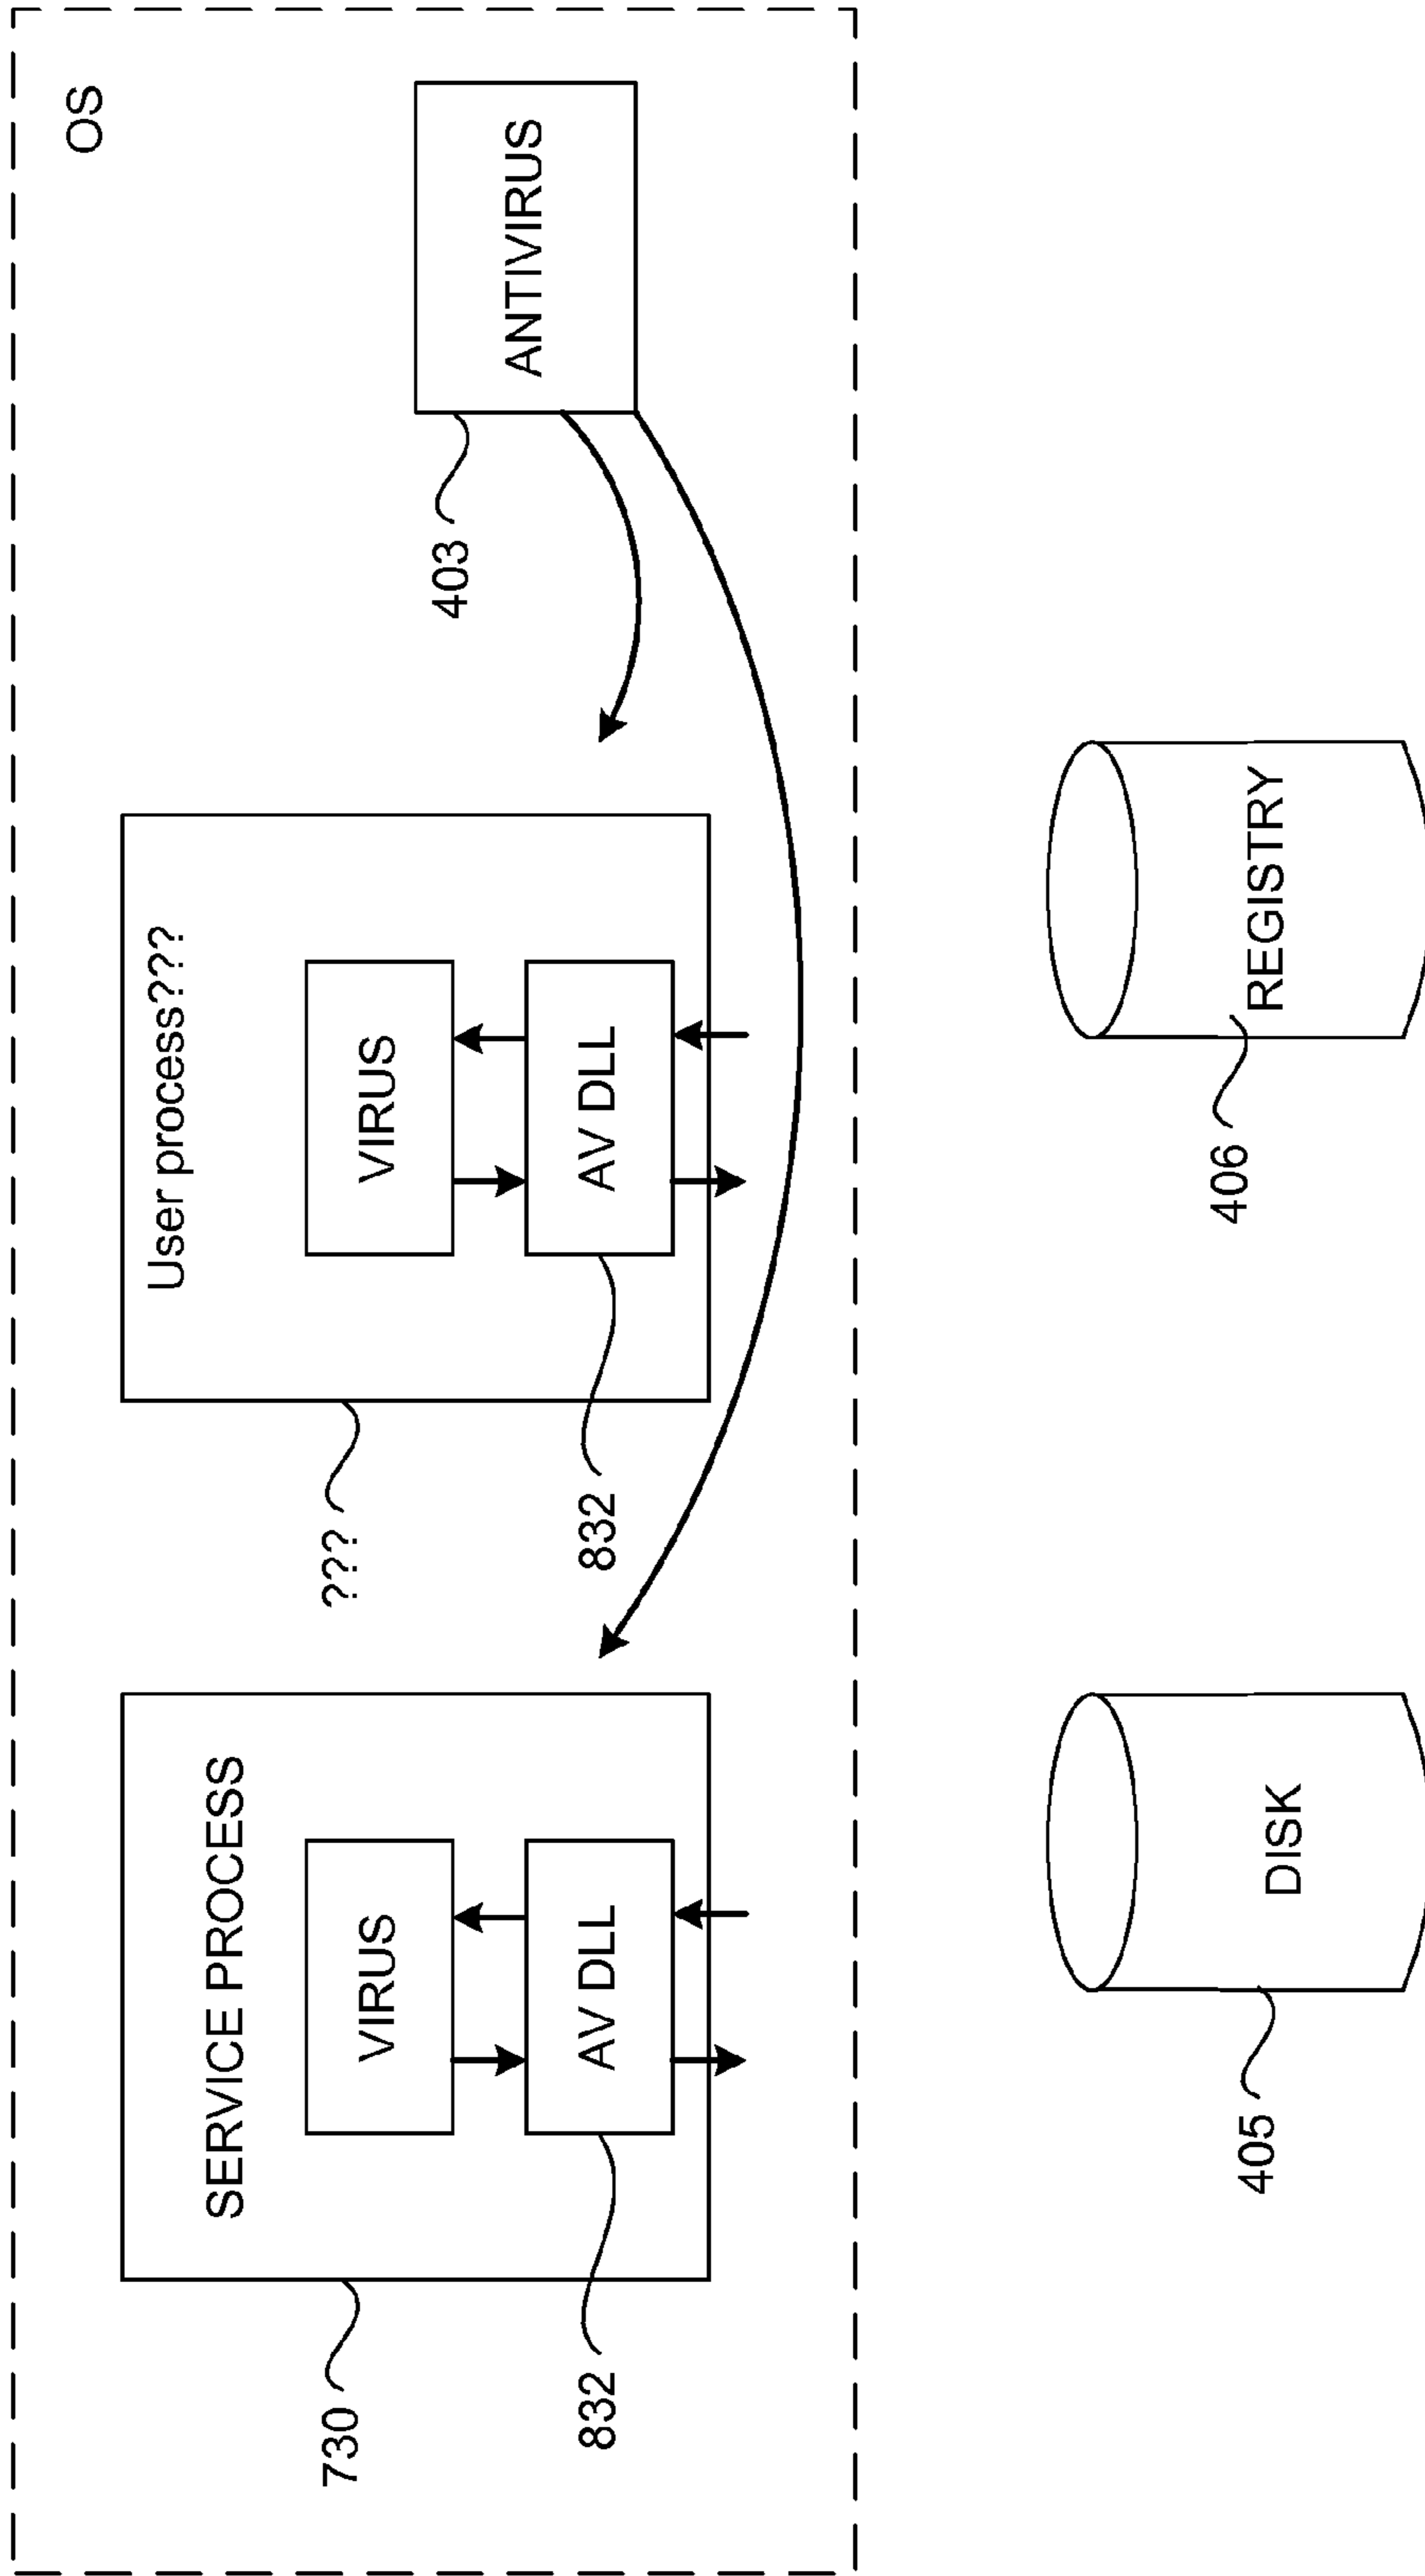 OS
SERVICE PROCESS
User process???
VIRUS
VIRUS
ANTIVIRUS
AV DLL
AV DLL
730
???
403
832
832
DISK
REGISTRY
405
406